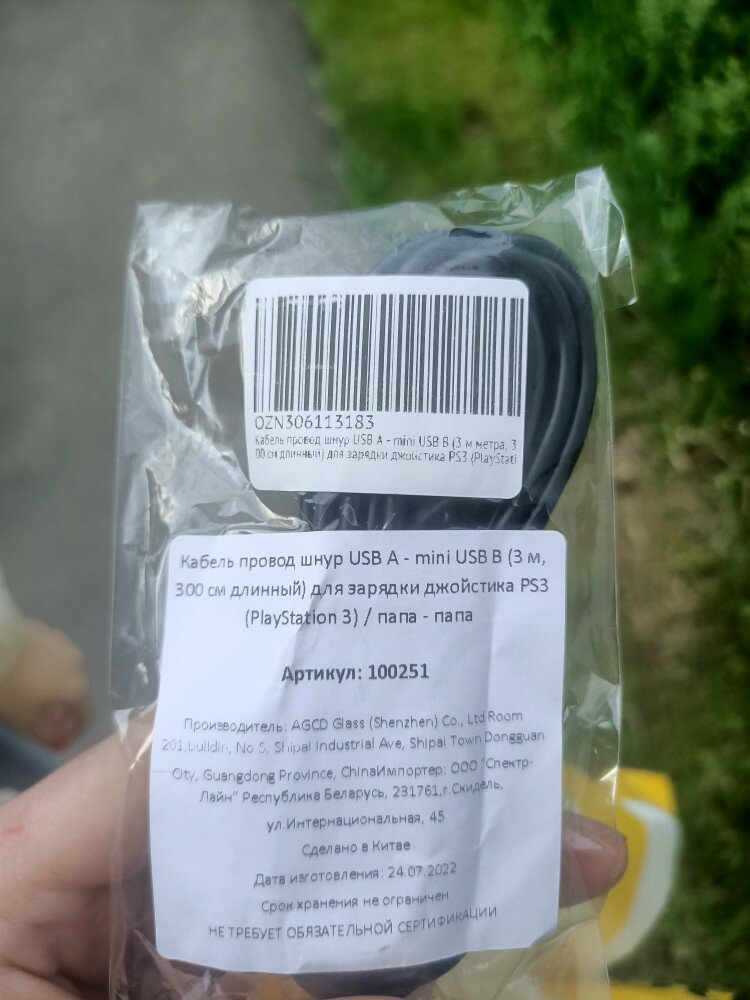 OZN306113183
Кабель провод шнур USB A - mini USB B (3 м метра, 3
00 см длинный) для зарядки джойстика PS3 (PlayStati
Кабель провод шнур USB A - mini USB B (3 м,
300 см длинный) для зарядки джойстика PS3
(PlayStation 3) / папа - папа
Артикул: 100251
Производитель: AGCD Glass (Shenzhen) Co., Ltd Room
201,buildin, No 5, Shipai Industrial Ave, Shipai Town Dongguan
City, Guangdong Province, ChinaИмпортер: ООО "Спектр-
Лайн" Республика Беларусь, 231761,г.Скидель,
ул.Интернациональная, 45
Сделано в Китае
Дата изготовления: 24.07.2022
Срок хранения не ограничен
НЕ ТРЕБУЕТ ОБЯЗАТЕЛЬНОЙ СЕРТИФИКАЦИИ